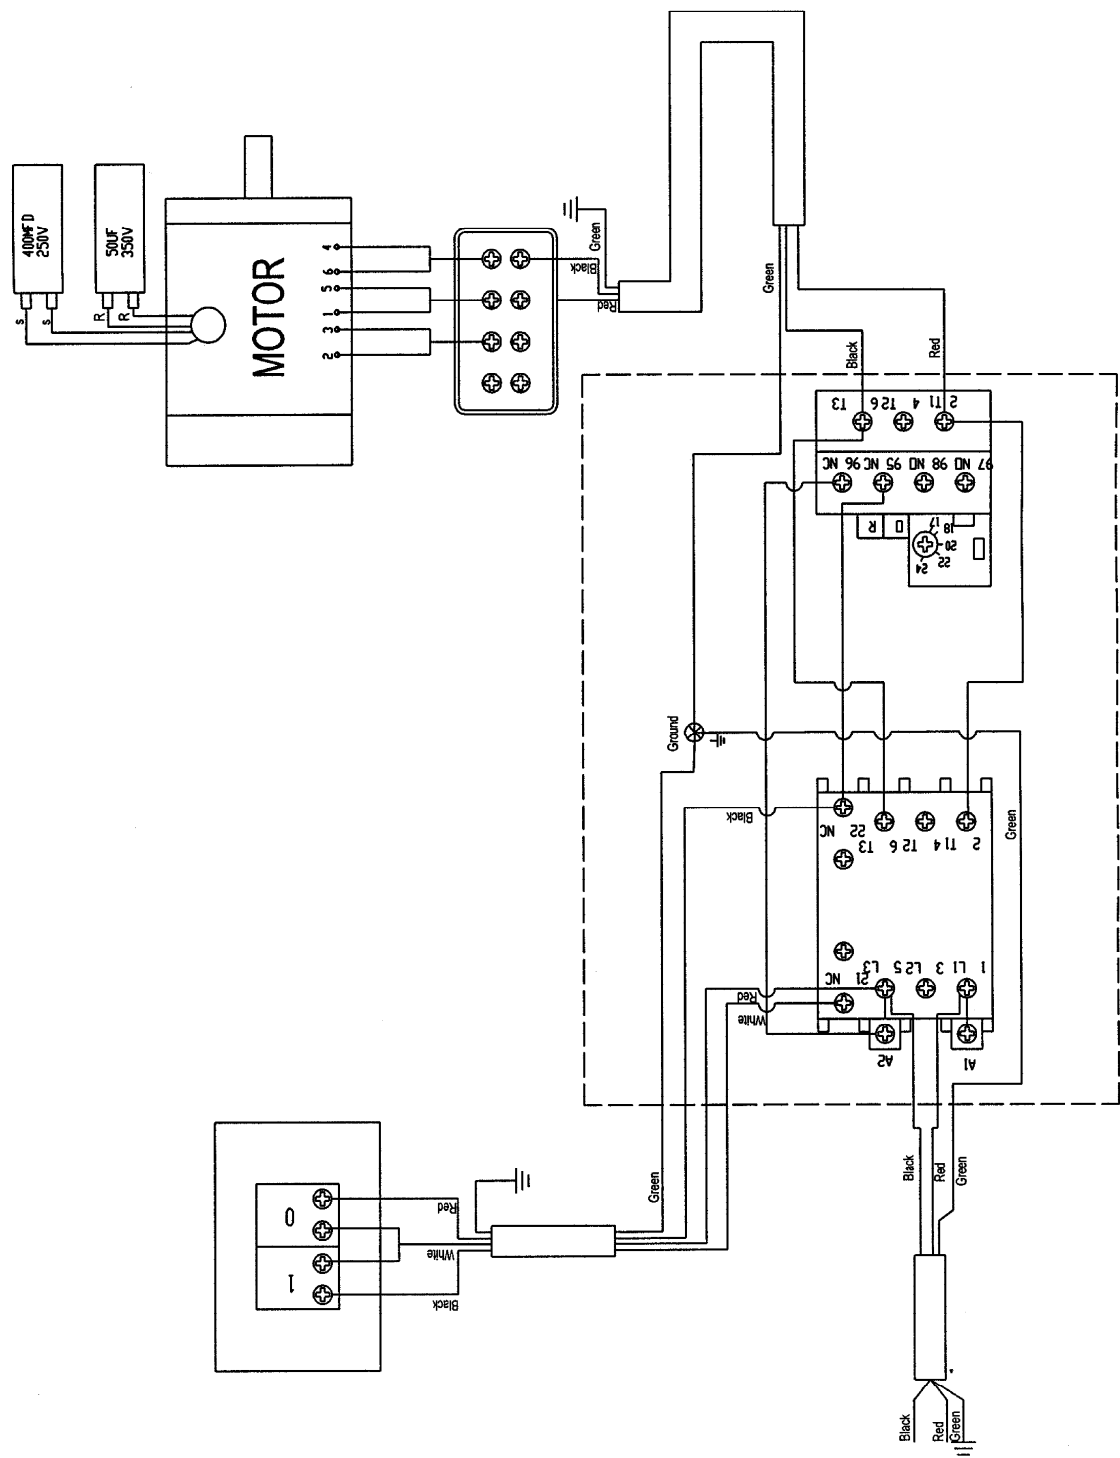 400MFD
250V
50UF
350V
S
S
R
R
MOTOR
4
6
5
1
3
2
Green
Black
Red
Green
Black
Red
T3
6
T2
4
T1
2
NC
96
NC
95
NO
98
NO
97
R
O
17
18
20
22
24
Ground
Black
Green
NC
22
T3
6
T2
4
T1
2
NC
21
L3
5
L2
3
L1
1
Red
White
A2
A1
0
1
Red
White
Black
Green
Black
Red
Green
Black
Red
Green